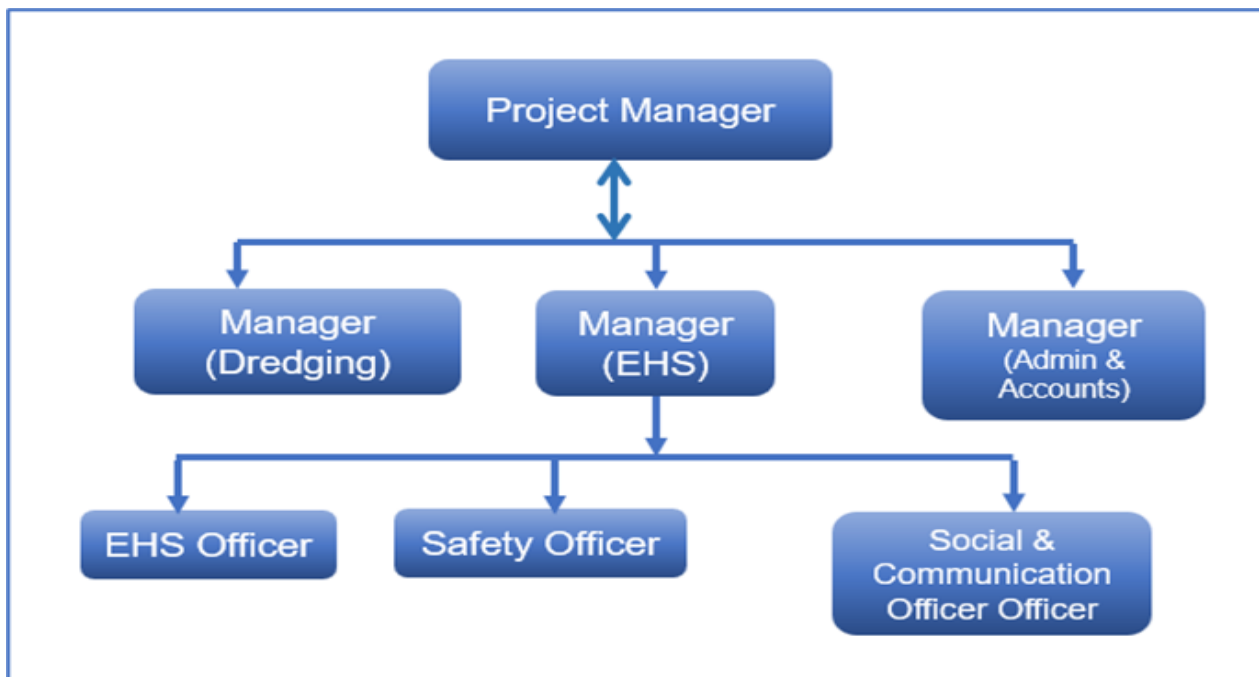 Project Manager
Manager
(Dredging)
Manager
(EHS)
Manager
(Admin &
Accounts)
EHS Officer
Safety Officer
Social &
Communication
Officer Officer